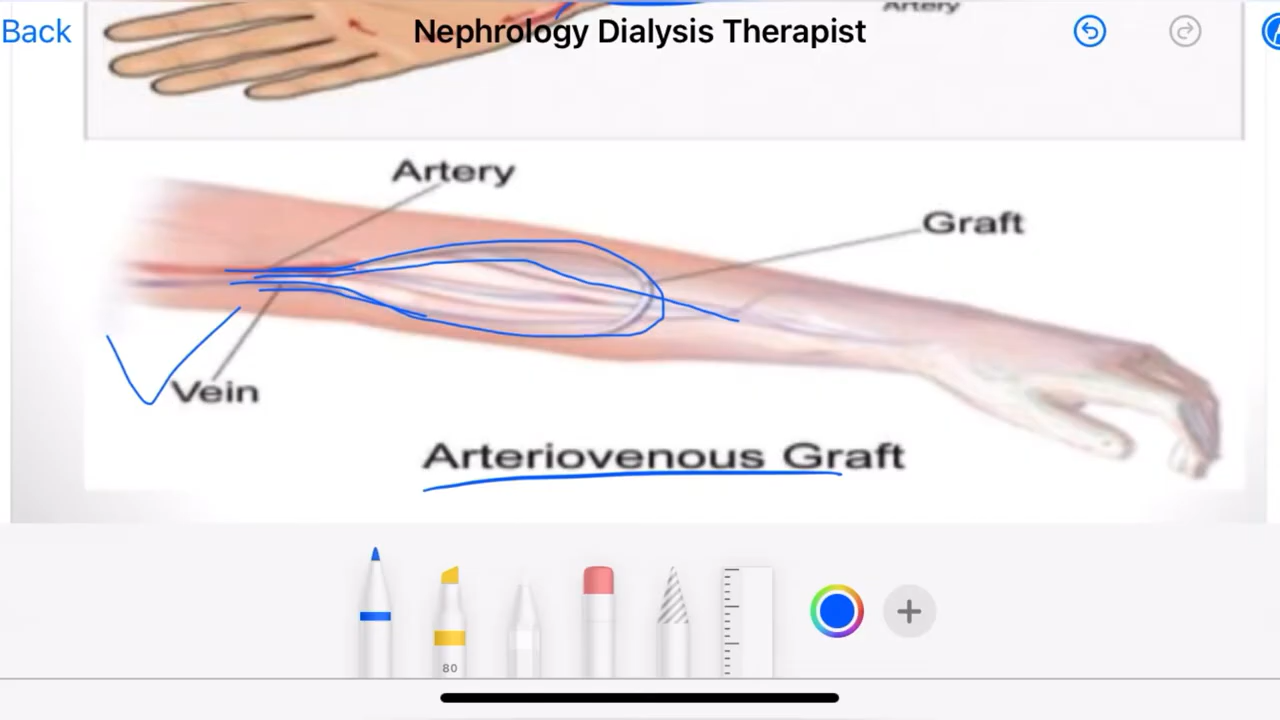 Artery
Back
Nephrology Dialysis Therapist
Artery
Graft
Vein
Arteriovenous Graft
80